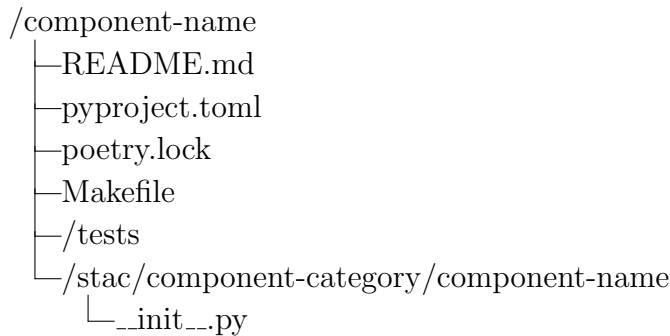 /component-name
README.md
pyproject.toml
poetry.lock
Makefile
/tests
/stac/component-category/component-name
__init__.py